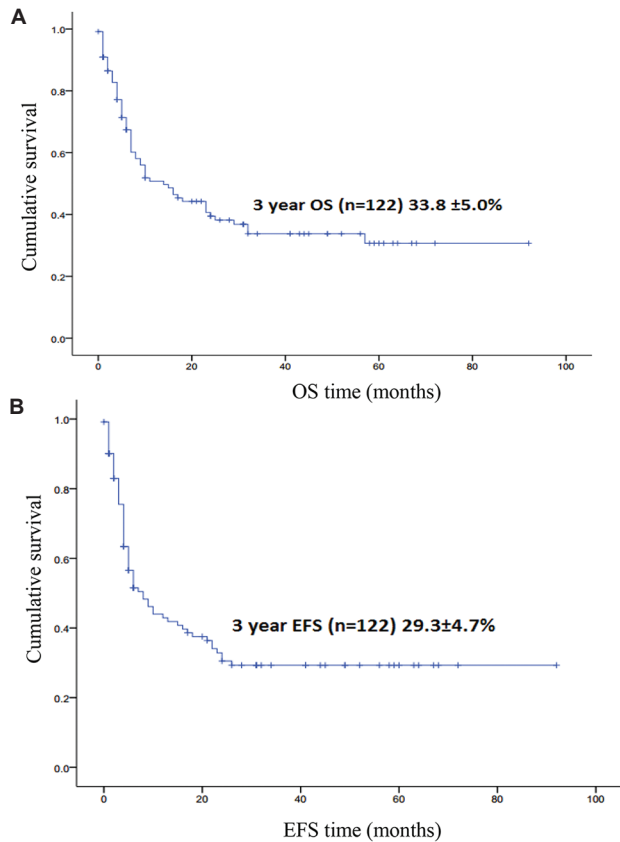 A
Cumulative survival
1.0
0.8
0.6
0.4
0.2
0.0
3 year OS (n=122) 33.8 ±5.0%
0 20 40 60 80 100
OS time (months)
B
Cumulative survival
1.0
0.8
0.6
0.4
0.2
0.0
3 year EFS (n=122) 29.3±4.7%
0 20 40 60 80 100
EFS time (months)